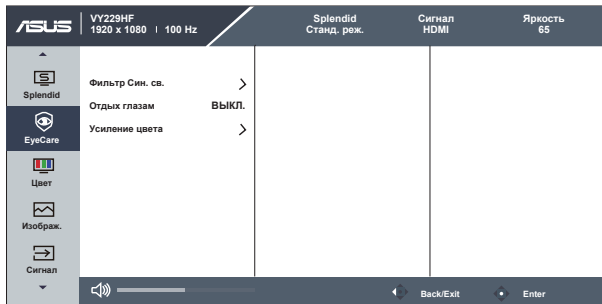 ASUS
VY229HF
1920 x 1080 | 100 Hz
Splendid
Станд. реж.
Сигнал
HDMI
Яркость
65
Splendid
EyeCare
Цвет
Изображ.
Сигнал
Фильтр Син. св.
Отдых глазам ВЫКЛ.
Усиление цвета
Back/Exit
Enter